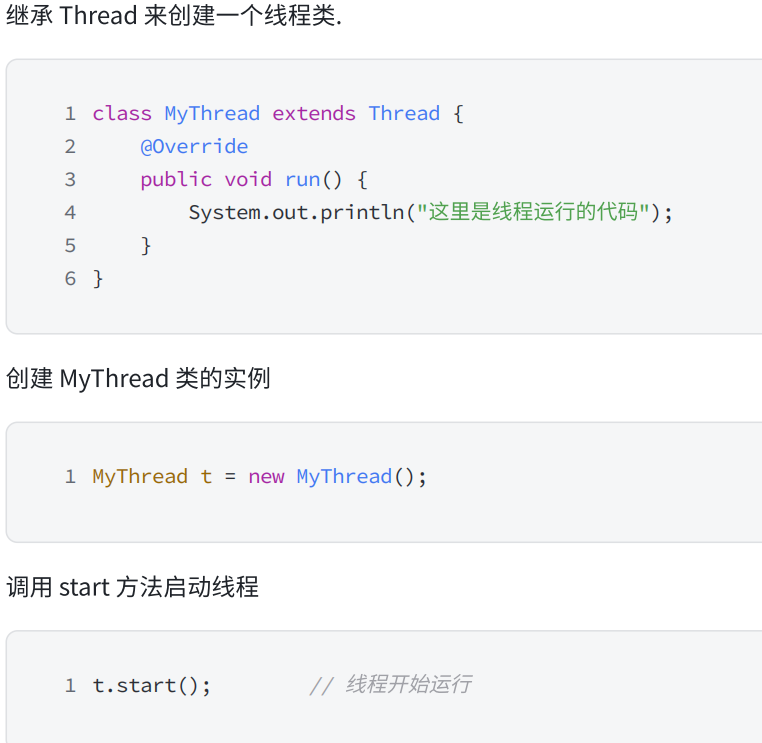 继承 Thread 来创建一个线程类.
1 class MyThread extends Thread {
2     @Override
3     public void run() {
4         System.out.println("这里是线程运行的代码");
5     }
6 }
创建 MyThread 类的实例
1 MyThread t = new MyThread();
调用 start 方法启动线程
1 t.start();        // 线程开始运行